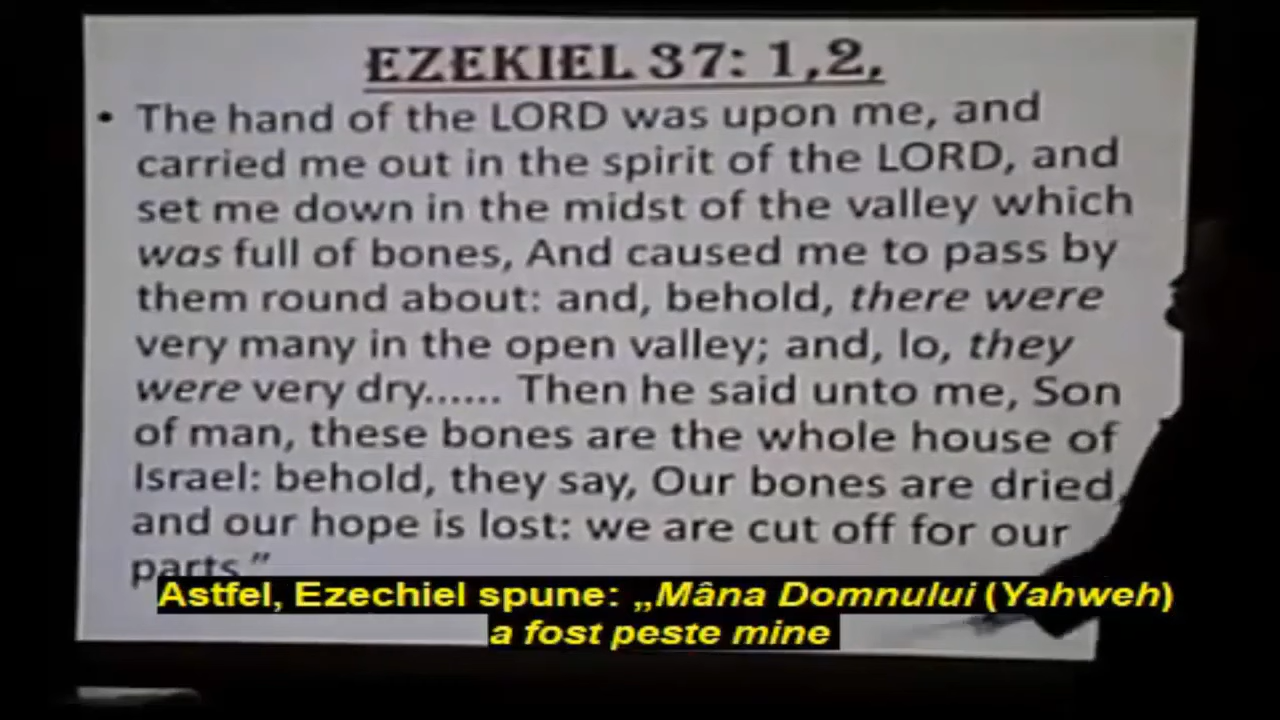 EZEKIEL 37: 1,2,
• The hand of the LORD was upon me, and
carried me out in the spirit of the LORD, and
set me down in the midst of the valley which
was full of bones, And caused me to pass by
them round about: and, behold, there were
very many in the open valley; and, lo, they
were very dry...... Then he said unto me, Son
of man, these bones are the whole house of
Israel: behold, they say, Our bones are dried,
and our hope is lost: we are cut off for our
parts."
Astfel, Ezechiel spune: „Mâna Domnului (Yahweh)
a fost peste mine